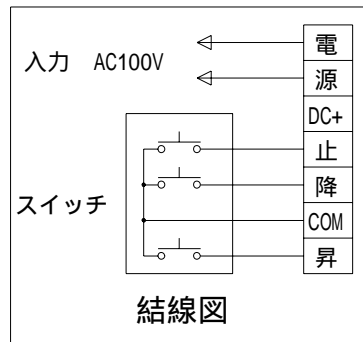 入力 AC100V
電
源
DC+
止
降
COM
昇
スイッチ
結線図